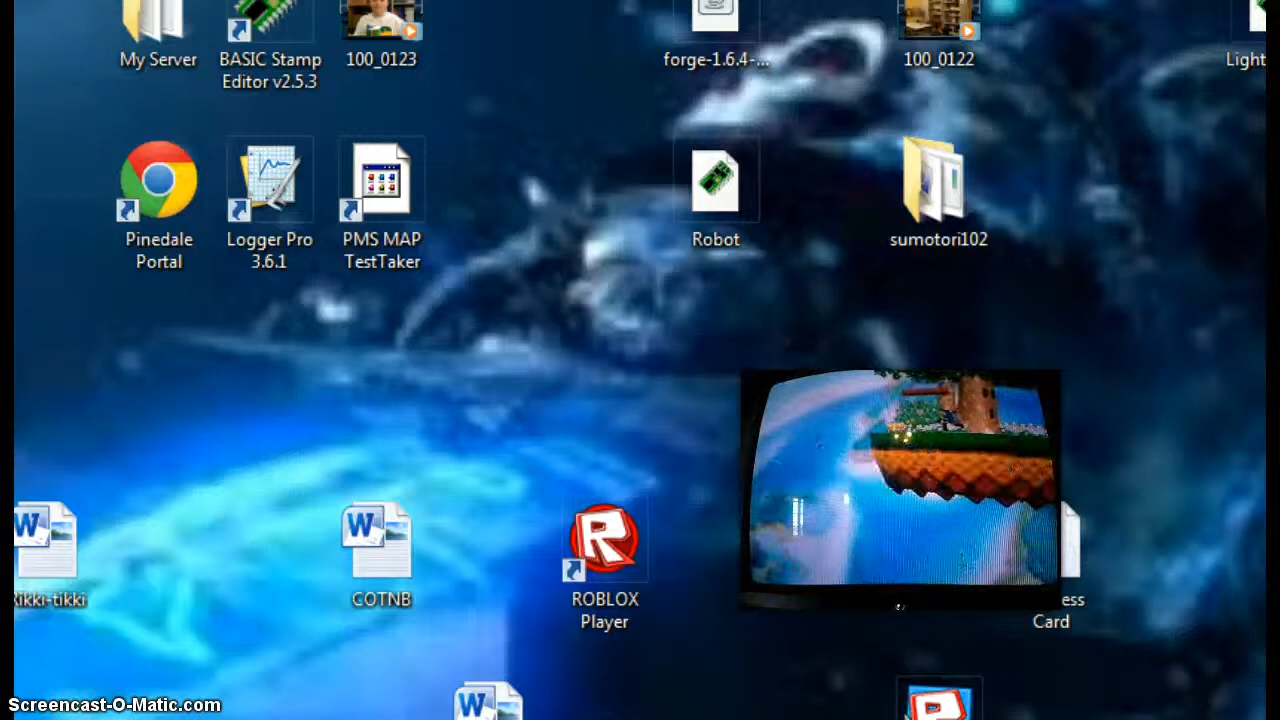 My Server
BASIC Stamp
Editor v2.5.3
100_0123
forge-1.6.4-...
100_0122
Light
Pinedale
Portal
Logger Pro
3.6.1
PMS MAP
TestTaker
Robot
sumotori102
W
Rikki-tikki
W
COTNB
R
ROBLOX
Player
ess
Card
W
R
Screencast-O-Matic.com